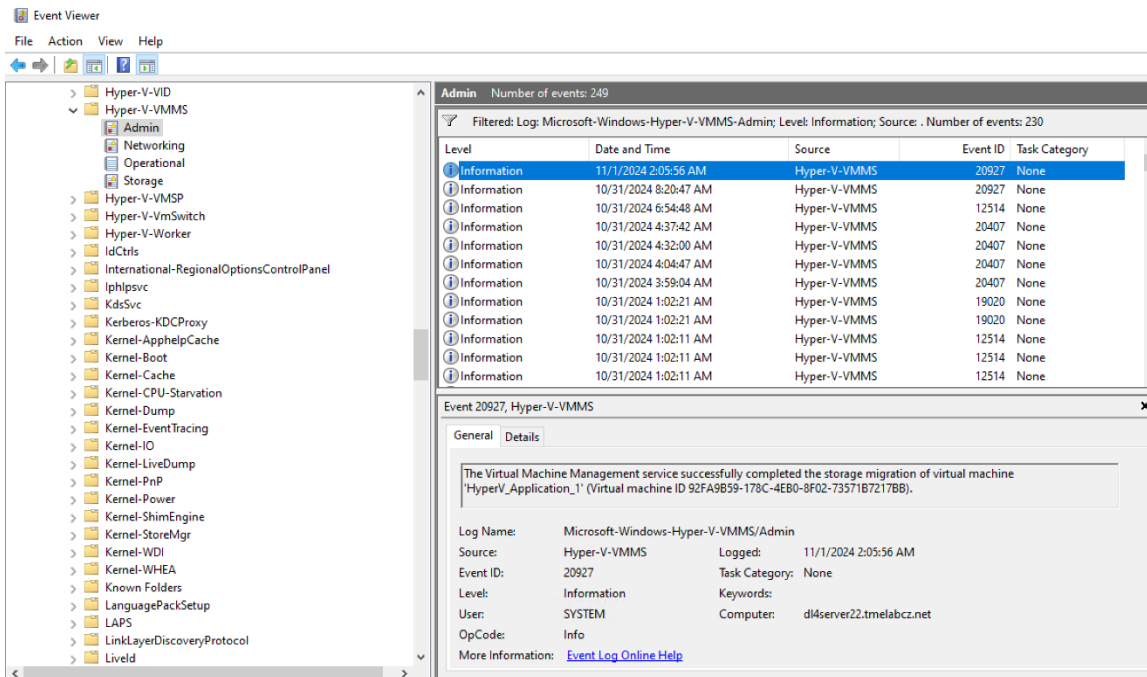 Event Viewer
File Action View Help
Hyper-V-VID
Hyper-V-VMMS
Admin
Networking
Operational
Storage
Hyper-V-VMSP
Hyper-V-VmSwitch
Hyper-V-Worker
IdCtrls
International-RegionalOptionsControlPanel
Iphlpsvc
KdsSvc
Kerberos-KDCProxy
Kernel-ApphelpCache
Kernel-Boot
Kernel-Cache
Kernel-CPU-Starvation
Kernel-Dump
Kernel-EventTracing
Kernel-IO
Kernel-LiveDump
Kernel-PnP
Kernel-Power
Kernel-ShimEngine
Kernel-StoreMgr
Kernel-WDI
Kernel-WHEA
Known Folders
LanguagePackSetup
LAPS
LinkLayerDiscoveryProtocol
LiveId
Admin Number of events: 249
Filtered: Log: Microsoft-Windows-Hyper-V-VMMS-Admin; Level: Information; Source: . Number of events: 230
Level Date and Time Source Event ID Task Category
Information 11/1/2024 2:05:56 AM Hyper-V-VMMS 20927 None
Information 10/31/2024 8:20:47 AM Hyper-V-VMMS 20927 None
Information 10/31/2024 6:54:48 AM Hyper-V-VMMS 12514 None
Information 10/31/2024 4:37:42 AM Hyper-V-VMMS 20407 None
Information 10/31/2024 4:32:00 AM Hyper-V-VMMS 20407 None
Information 10/31/2024 4:04:47 AM Hyper-V-VMMS 20407 None
Information 10/31/2024 3:59:04 AM Hyper-V-VMMS 20407 None
Information 10/31/2024 1:02:21 AM Hyper-V-VMMS 19020 None
Information 10/31/2024 1:02:21 AM Hyper-V-VMMS 19020 None
Information 10/31/2024 1:02:11 AM Hyper-V-VMMS 12514 None
Information 10/31/2024 1:02:11 AM Hyper-V-VMMS 12514 None
Information 10/31/2024 1:02:11 AM Hyper-V-VMMS 12514 None
Event 20927, Hyper-V-VMMS
General Details
The Virtual Machine Management service successfully completed the storage migration of virtual machine
'HyperV_Application_1' (Virtual machine ID 92FA9B59-178C-4EB0-8F02-73571B7217BB).
Log Name: Microsoft-Windows-Hyper-V-VMMS/Admin
Source: Hyper-V-VMMS Logged: 11/1/2024 2:05:56 AM
Event ID: 20927 Task Category: None
Level: Information Keywords:
User: SYSTEM Computer: dl4server22.tmelabcz.net
OpCode: Info
More Information: Event Log Online Help